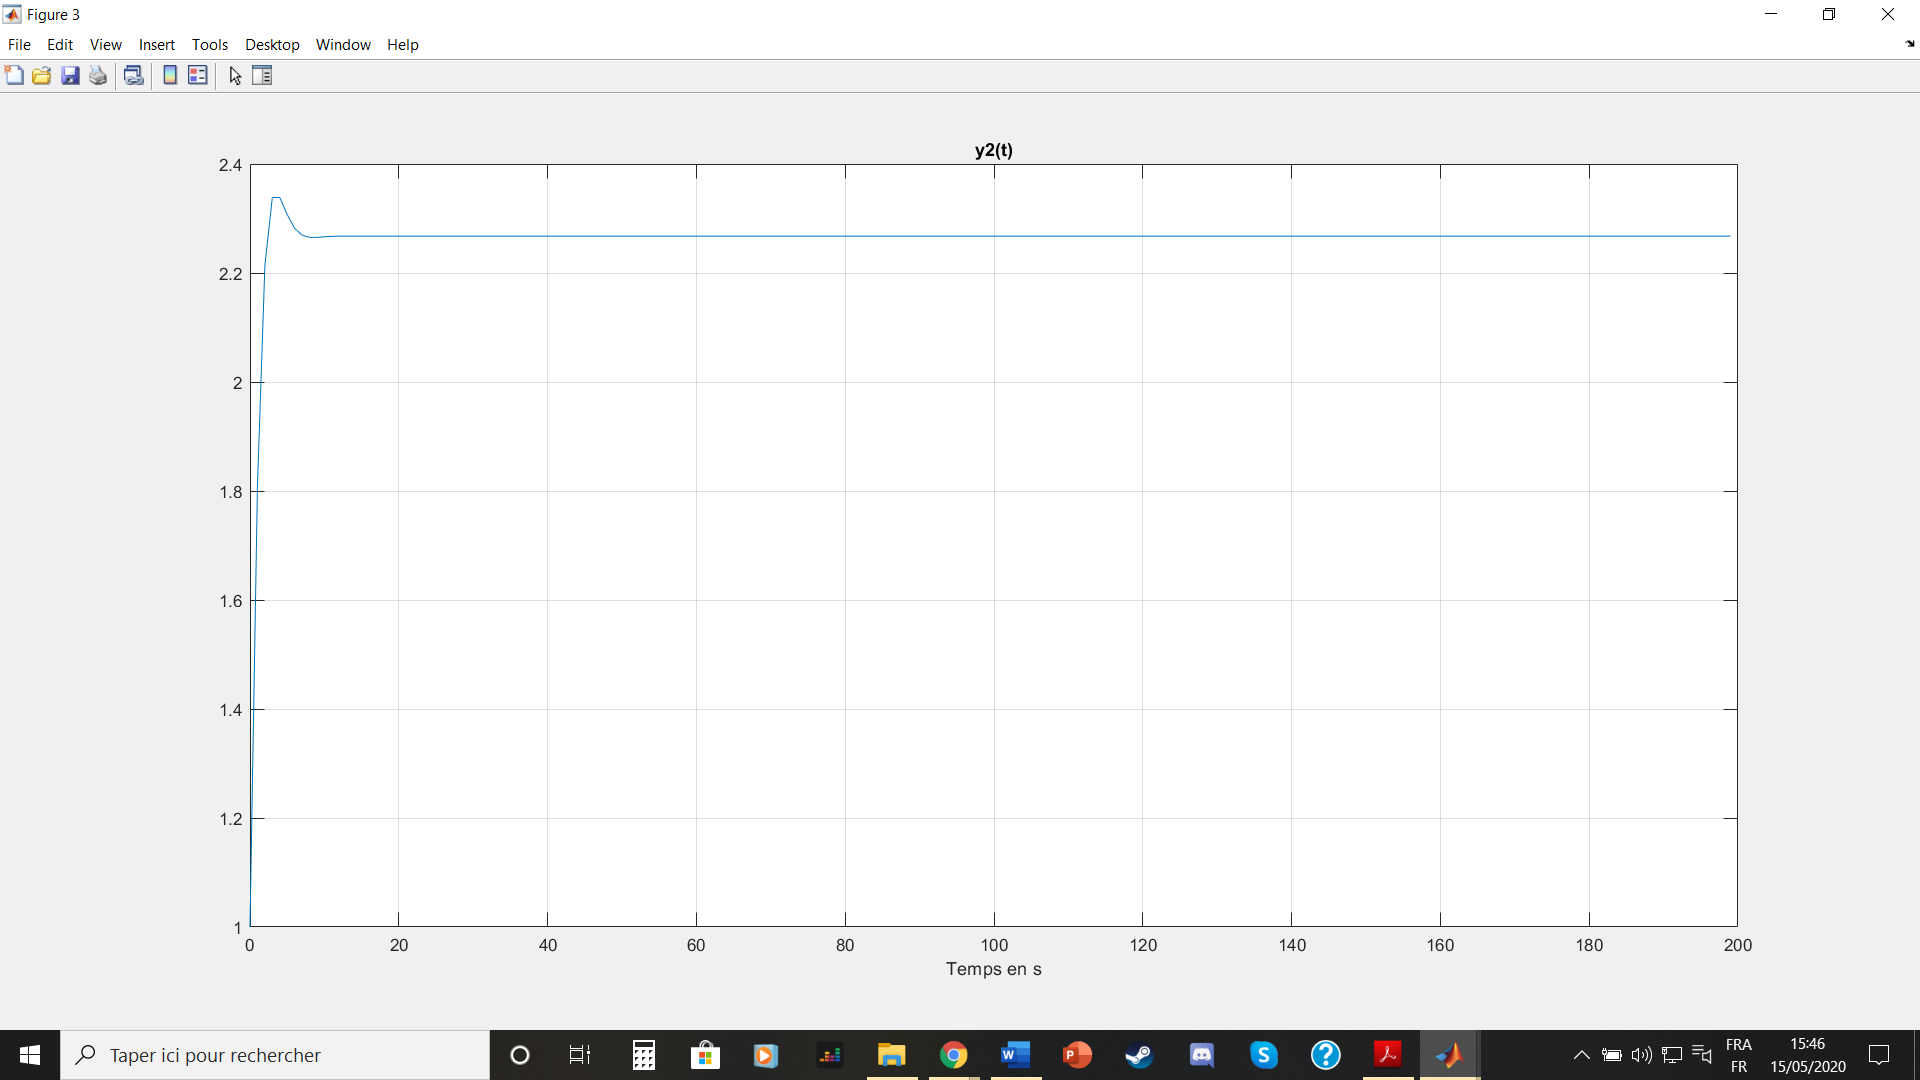 Figure 3
File Edit View Insert Tools Desktop Window Help
y2(t)
2.4
2.2
2
1.8
1.6
1.4
1.2
1
0 20 40 60 80 100 120 140 160 180 200
Temps en s
Taper ici pour rechercher
W
P
S
?
FRA
FR
15:46
15/05/2020